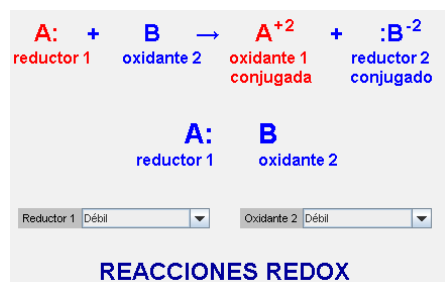 A: + B → A+2 + :B-2
reductor 1 oxidante 2 oxidante 1 reductor 2
conjugada conjugado
A: B
reductor 1 oxidante 2
Reductor 1 Débil Oxidante 2 Débil
REACCIONES REDOX